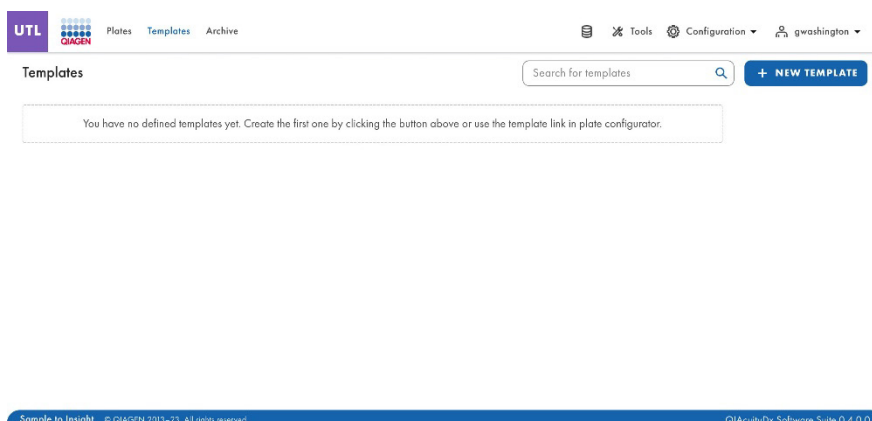 UTL QIAGEN Plates Templates Archive Tools Configuration gwashington
Templates Search for templates + NEW TEMPLATE
You have no defined templates yet. Create the first one by clicking the button above or use the template link in plate configurator.
Sample to Insight © QIAGEN 2013–23. All rights reserved. QIAcuityDx Software Suite 0.4.0.0